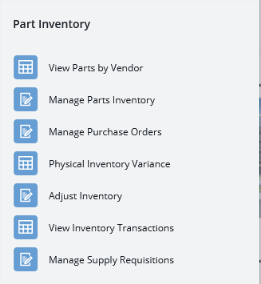 Part Inventory
View Parts by Vendor
Manage Parts Inventory
Manage Purchase Orders
Physical Inventory Variance
Adjust Inventory
View Inventory Transactions
Manage Supply Requisitions